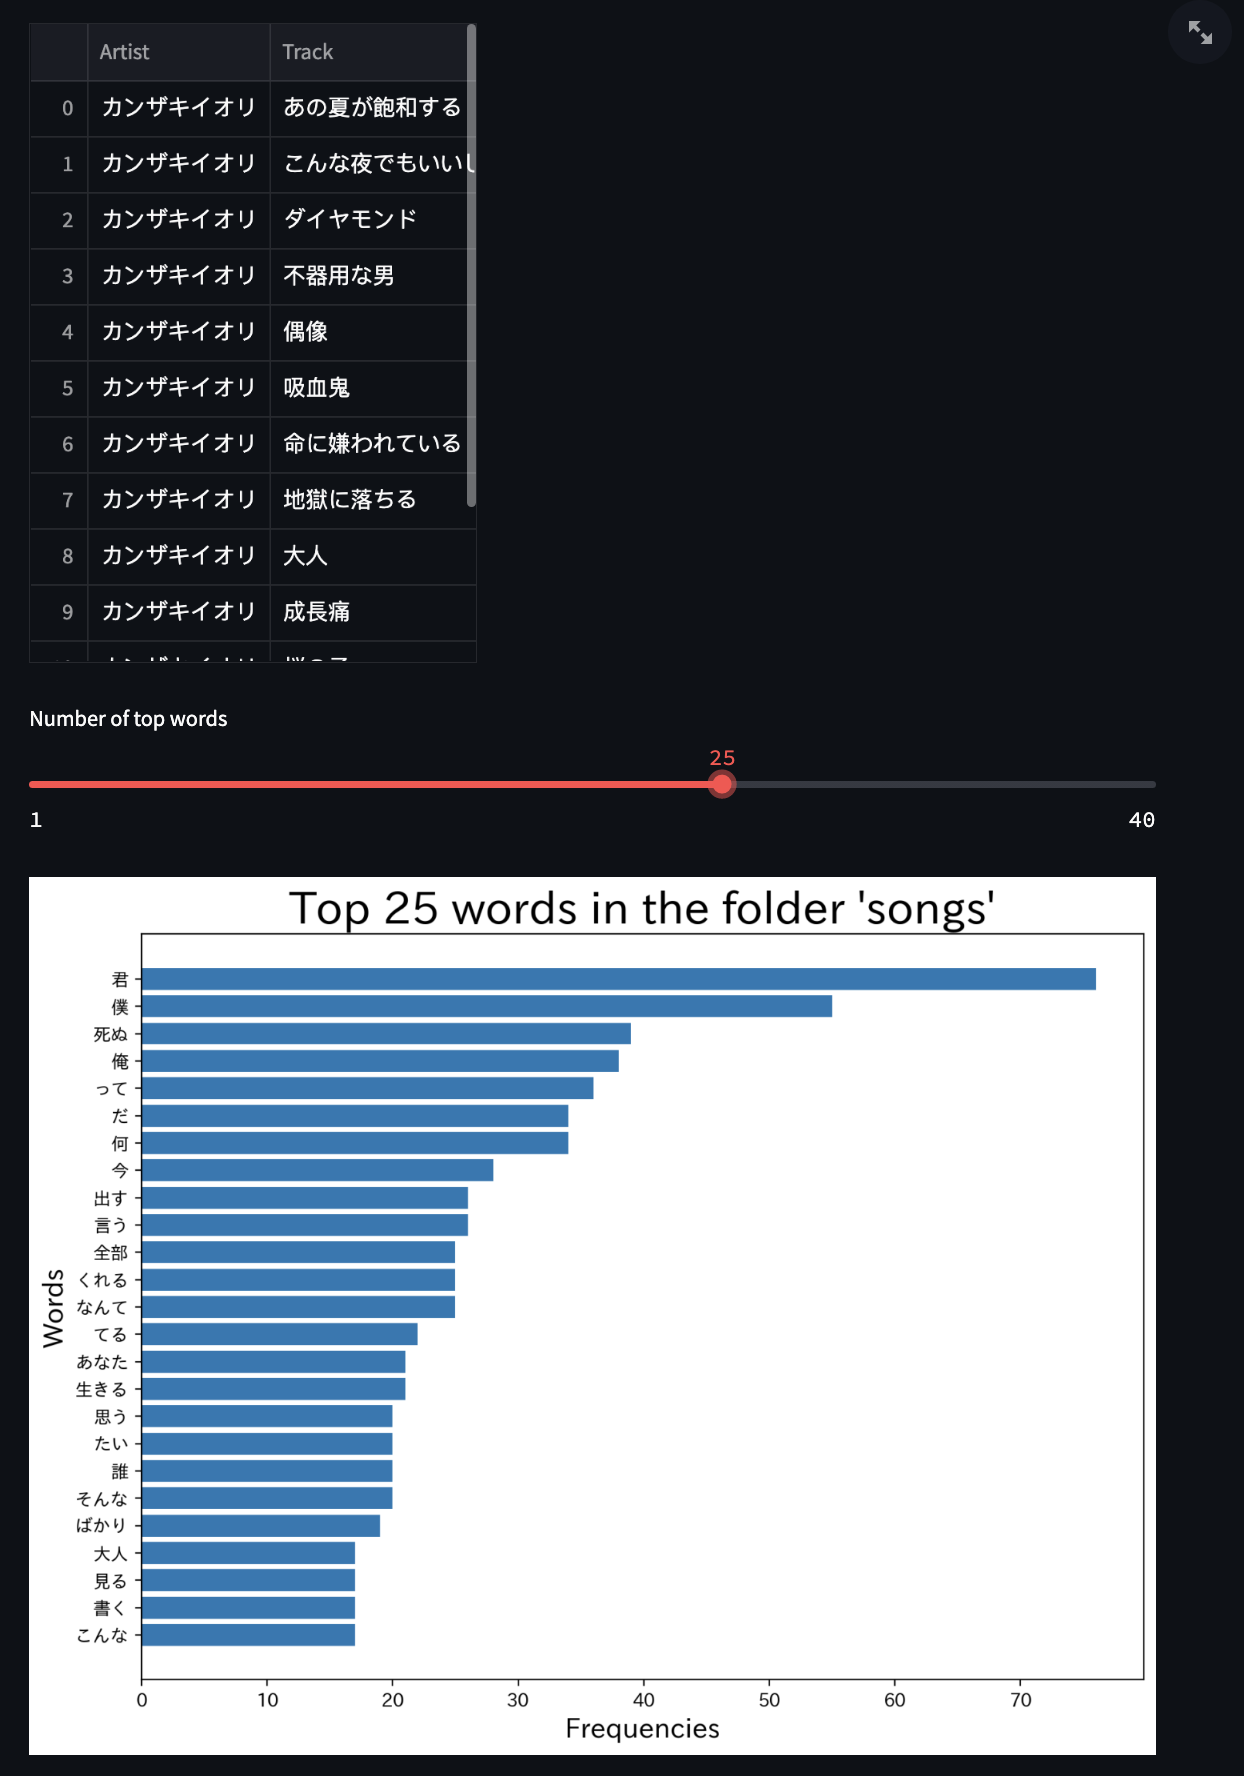 Artist Track
0 カンザキイオリ あの夏が飽和する
1 カンザキイオリ こんな夜でもいい
2 カンザキイオリ ダイヤモンド
3 カンザキイオリ 不器用な男
4 カンザキイオリ 偶像
5 カンザキイオリ 吸血鬼
6 カンザキイオリ 命に嫌われている
7 カンザキイオリ 地獄に落ちる
8 カンザキイオリ 大人
9 カンザキイオリ 成長痛
Number of top words
25
1 40
Top 25 words in the folder 'songs'
君
僕
死ぬ
俺
って
だ
何
今
出す
言う
全部
くれる
なんて
てる
あなた
生きる
思う
たい
誰
そんな
ばかり
大人
見る
書く
こんな
Words
0 10 20 30 40 50 60 70
Frequencies